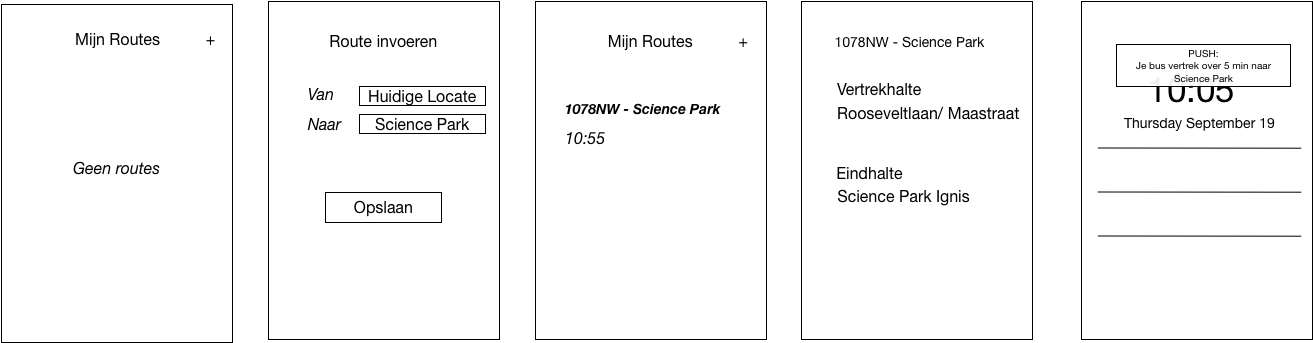 Mijn Routes +
Geen routes
Route invoeren
Van Huidige Locate
Naar Science Park
Opslaan
Mijn Routes +
1078NW - Science Park
10:55
1078NW - Science Park
Vertrekhalte
Rooseveltlaan/ Maastraat
Eindhalte
Science Park Ignis
PUSH:
Je bus vertrek over 5 min naar
Science Park
10:05
Thursday September 19